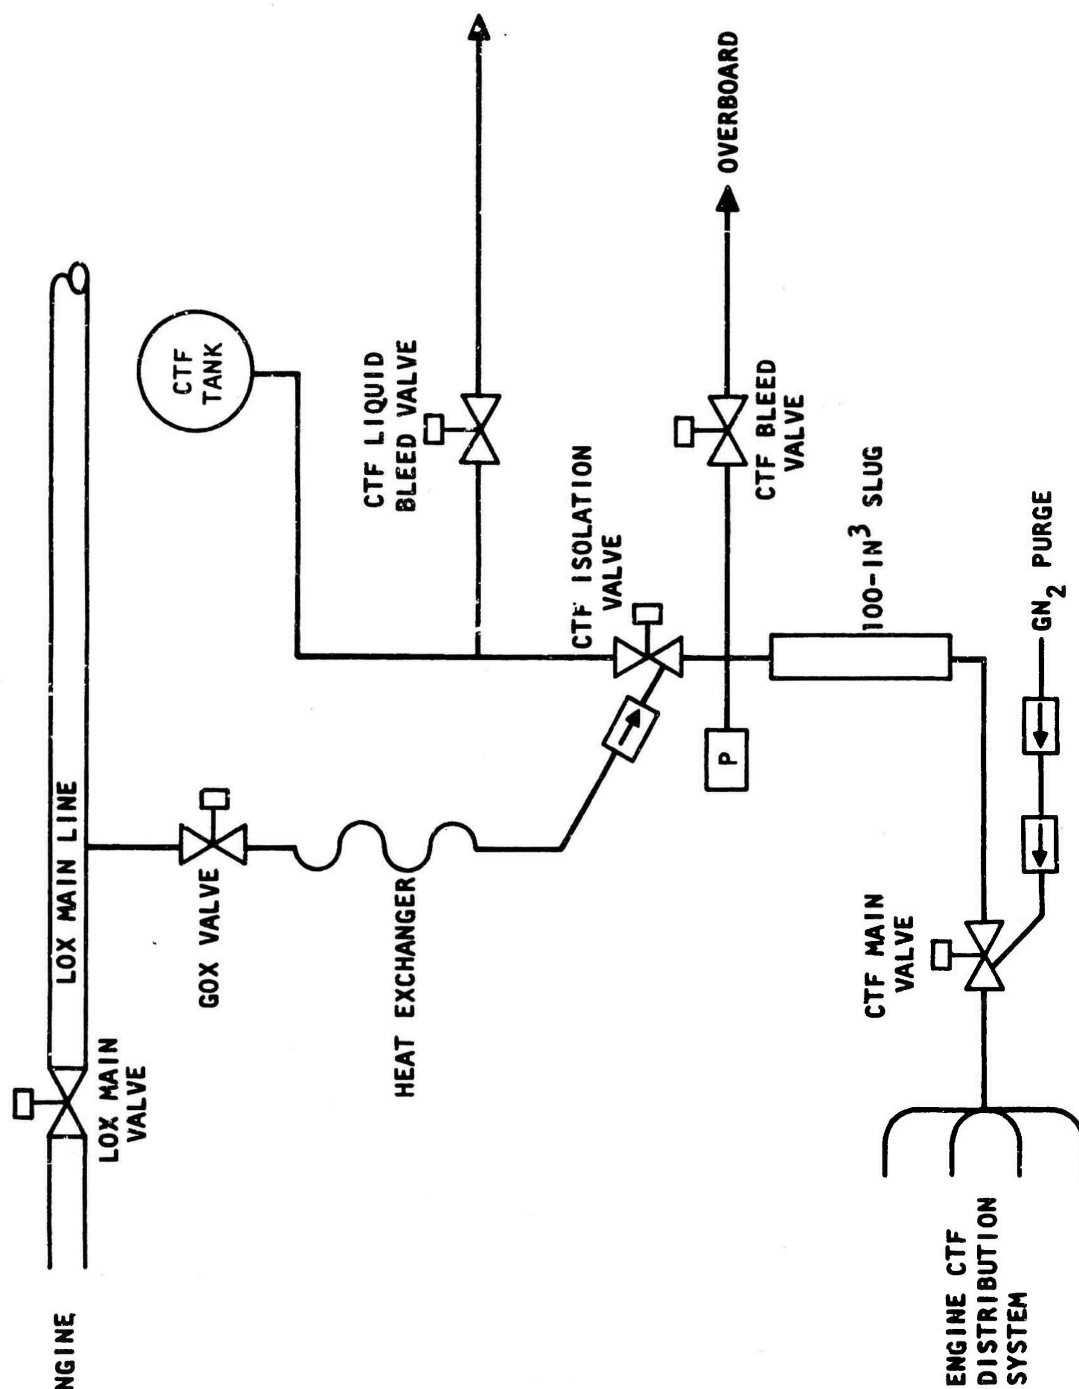 NGINE
LOX MAIN
VALVE
LOX MAIN LINE
GOX VALVE
HEAT EXCHANGER
CTF
TANK
CTF LIQUID
BLEED VALVE
CTF ISOLATION
VALVE
OVERBOARD
CTF BLEED
VALVE
P
100-IN³ SLUG
GN₂ PURGE
CTF MAIN
VALVE
ENGINE CTF
DISTRIBUTION
SYSTEM